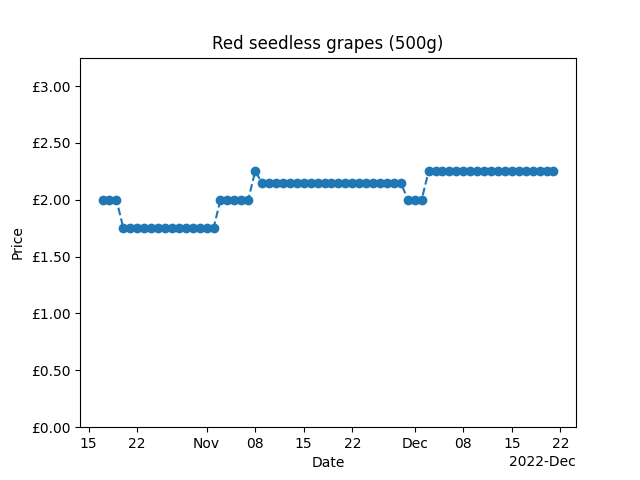 Red seedless grapes (500g)
£3.00
£2.50
£2.00
£1.50
£1.00
£0.50
£0.00
Price
15 22 Nov 08 15 22 Dec 08 15 22
Date
2022-Dec